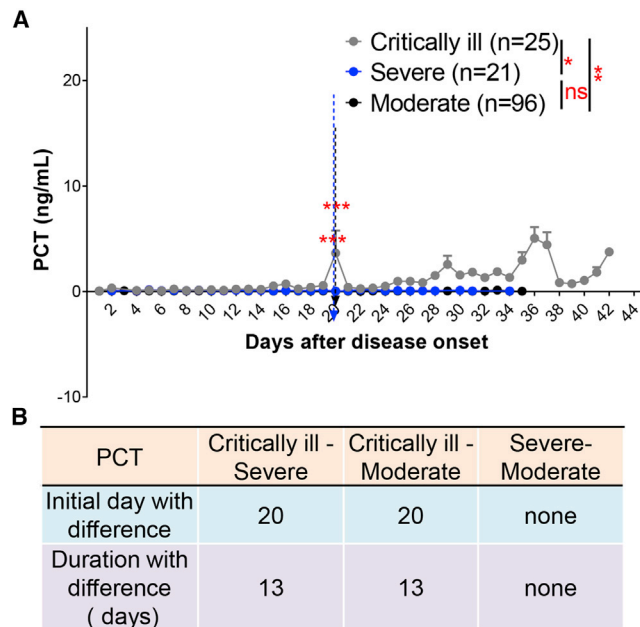 A
Critically ill (n=25)
Severe (n=21)
Moderate (n=96)
*
ns
**
PCT (ng/mL)
20
10
0
-10
***
***
2 4 6 8 10 12 14 16 18 20 22 24 26 28 30 32 34 36 38 40 42 44
Days after disease onset
B
PCT
Critically ill -
Severe
Critically ill -
Moderate
Severe-
Moderate
Initial day with
difference
20
20
none
Duration with
difference
( days)
13
13
none